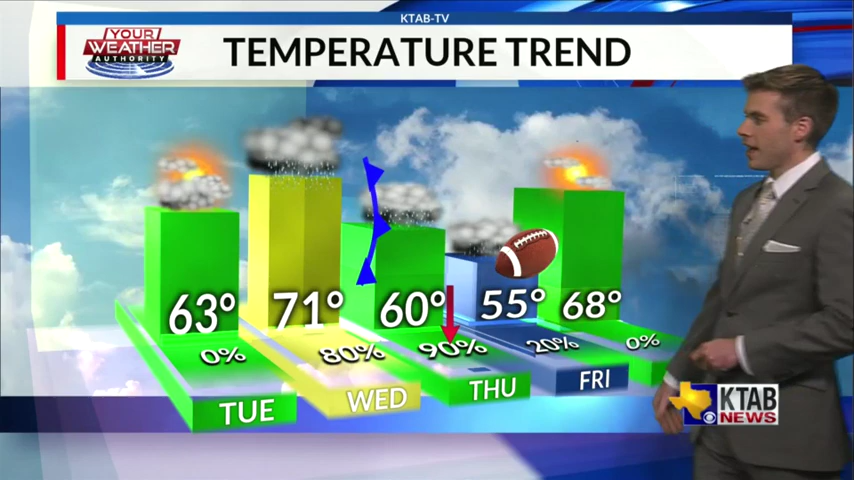 KTAB-TV
YOUR
WEATHER
AUTHORITY
TEMPERATURE TREND
63° 71° 60° 55° 68°
0% 80% 90% 20% 0%
TUE WED THU FRI
KTAB
NEWS